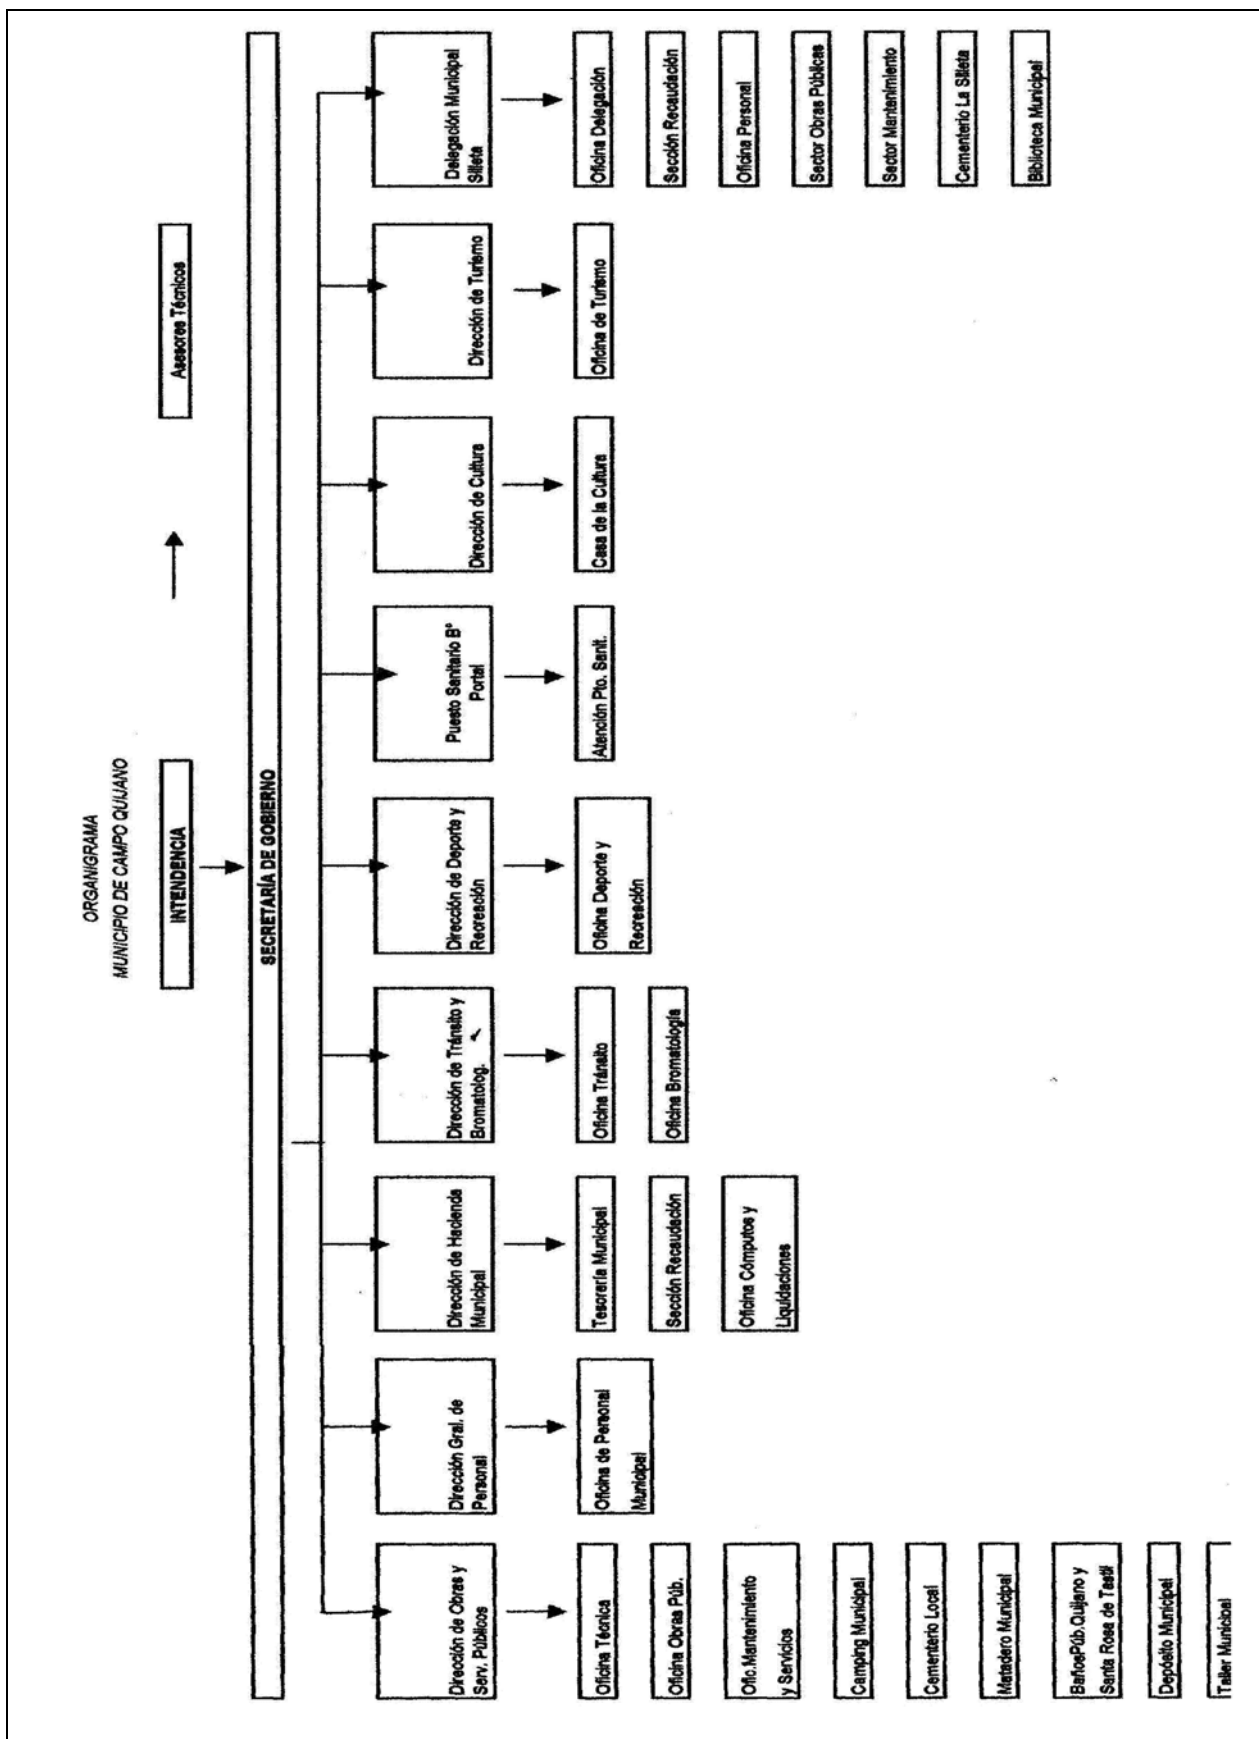 ORGANIGRAMA
MUNICIPIO DE CAMPO QUIJANO
INTENDENCIA
Asesores Técnicos
SECRETARÍA DE GOBIERNO
Dirección de Obras y
Serv. Públicos
Dirección Gral. de
Personal
Dirección de Hacienda
Municipal
Dirección de Tránsito y
Bromatolog.
Dirección de Deporte y
Recreación
Puesto Sanitario Bº
Portal
Dirección de Cultura
Dirección de Turismo
Delegación Municipal
Silleta
Oficina Técnica
Oficina Obras Púb.
Ofic.Mantenimiento
y Servicios
Camping Municipal
Cementerio Local
Matadero Municipal
BañosPúb.Quijano y
Santa Rosa de Tastil
Depósito Municipal
Taller Municipal
Oficina de Personal
Municipal
Tesorería Municipal
Sección Recaudación
Oficina Cómputos y
Liquidaciones
Oficina Tránsito
Oficina Bromatología
Oficina Deporte y
Recreación
Atención Pto. Sanit.
Casa de la Cultura
Oficina de Turismo
Oficina Delegación
Sección Recaudación
Oficina Personal
Sector Obras Públicas
Sector Mantenimiento
Cementerio La Silleta
Biblioteca Municipal